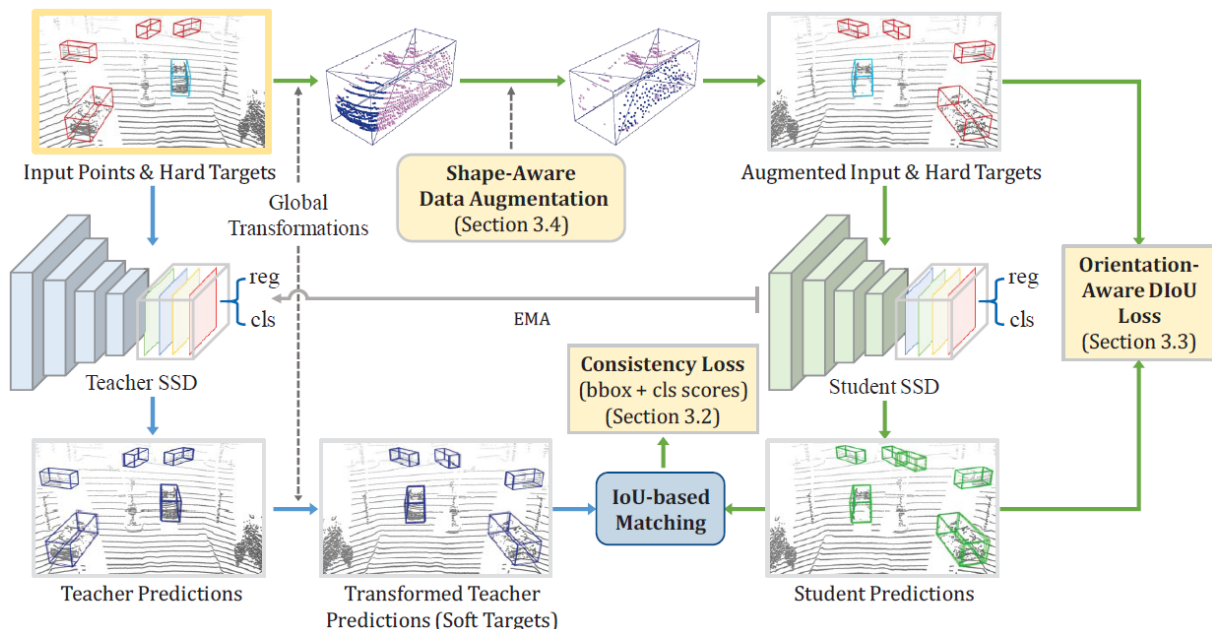 Input Points & Hard Targets
Global
Transformations
Shape-Aware
Data Augmentation
(Section 3.4)
Augmented Input & Hard Targets
reg
cls
Teacher SSD
EMA
reg
cls
Student SSD
Orientation-
Aware DIoU
Loss
(Section 3.3)
Consistency Loss
(bbox + cls scores)
(Section 3.2)
IoU-based
Matching
Teacher Predictions
Transformed Teacher
Predictions (Soft Targets)
Student Predictions